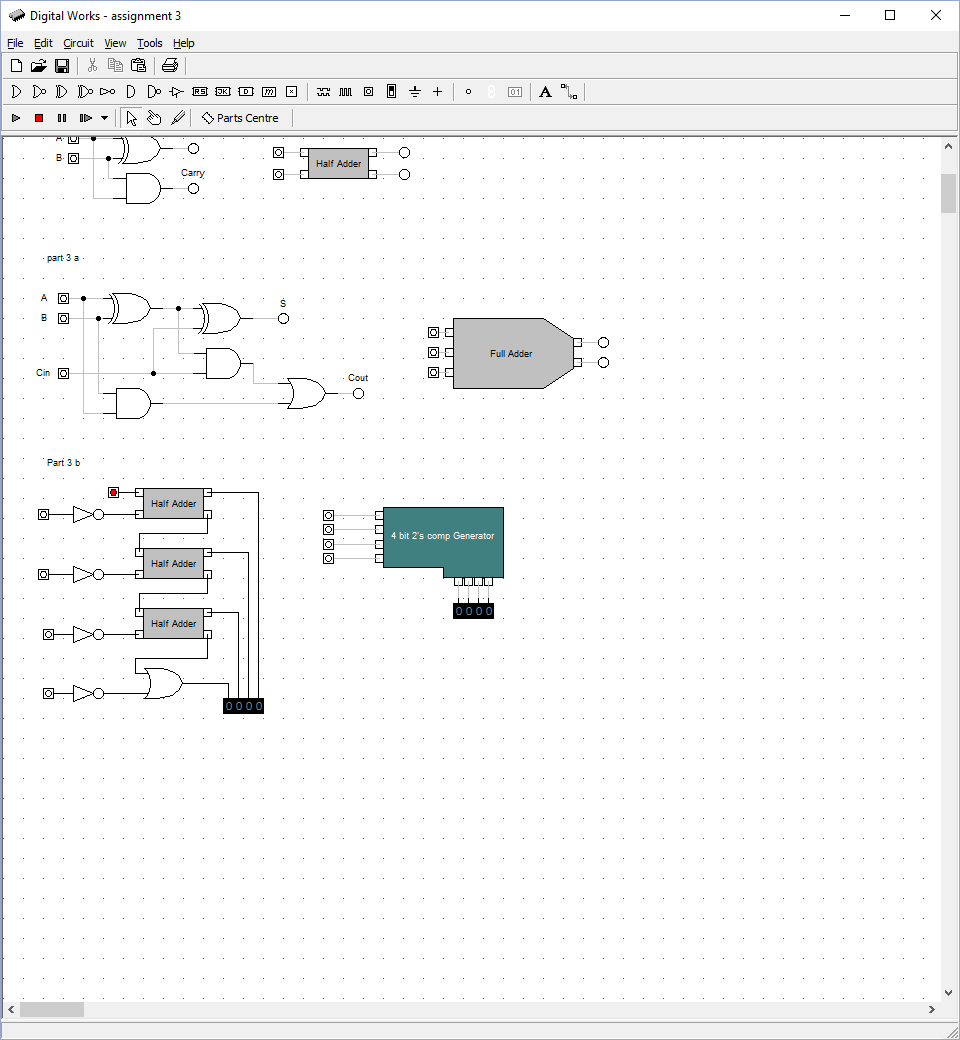 Digital Works - assignment 3
File Edit Circuit View Tools Help
RS JK D
A
Parts Centre
A
B
Carry
Half Adder
part 3 a
A
B
S
Cin
Cout
Full Adder
Part 3 b
Half Adder
Half Adder
Half Adder
0 0 0 0
4 bit 2's comp Generator
0 0 0 0